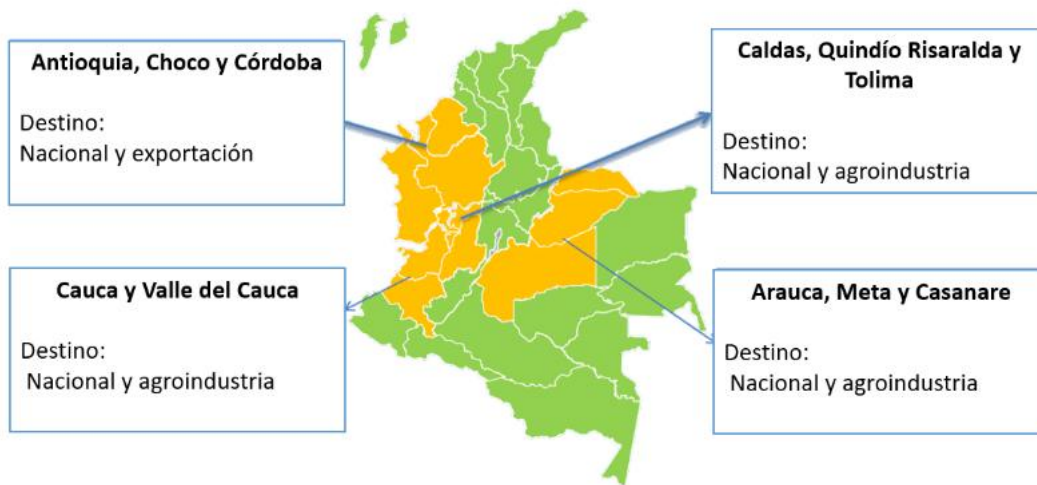 Antioquia, Choco y Córdoba
Destino:
Nacional y exportación
Caldas, Quindío Risaralda y
Tolima
Destino:
Nacional y agroindustria
Cauca y Valle del Cauca
Destino:
Nacional y agroindustria
Arauca, Meta y Casanare
Destino:
Nacional y agroindustria